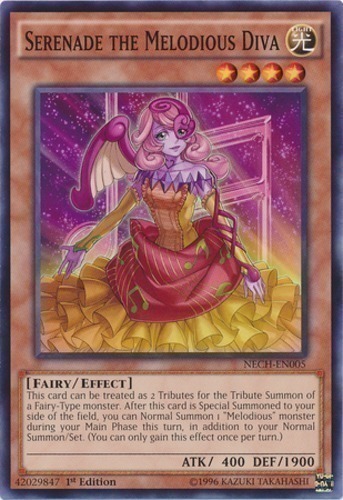 SERENADE THE MELODIOUS DIVA
LIGHT
光
NECH-EN005
[FAIRY/EFFECT]
This card can be treated as 2 Tributes for the Tribute Summon of
a Fairy-Type monster. After this card is Special Summoned to your
side of the field, you can Normal Summon 1 "Melodious" monster
during your Main Phase this turn, in addition to your Normal
Summon/Set. (You can only gain this effect once per turn.)
ATK/ 400 DEF/1900
42029847 1st Edition ©1996 KAZUKI TAKAHASHI